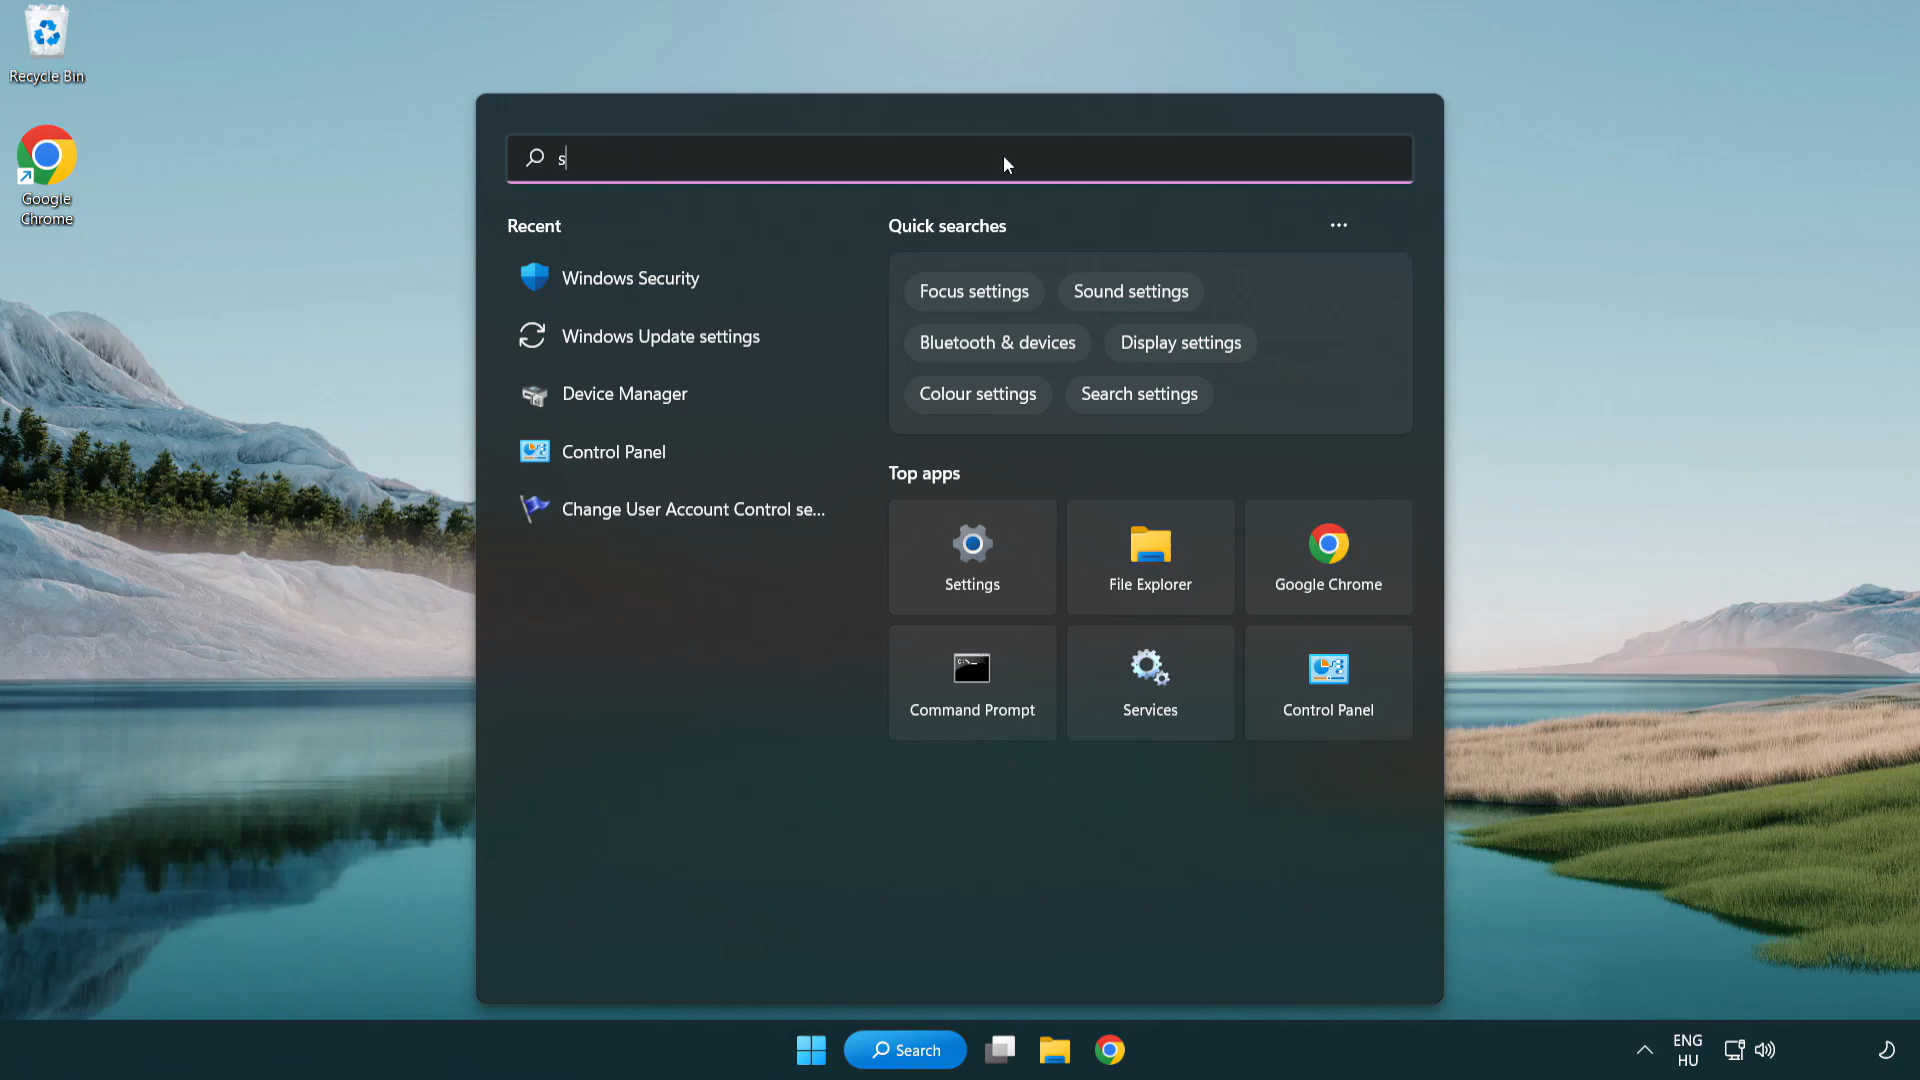 Recycle Bin
Google
Chrome
s
Recent
Windows Security
Windows Update settings
Device Manager
Control Panel
Change User Account Control se...
Quick searches
Focus settings
Sound settings
Bluetooth & devices
Display settings
Colour settings
Search settings
Top apps
Settings
File Explorer
Google Chrome
Command Prompt
Services
Control Panel
Search
ENG
HU